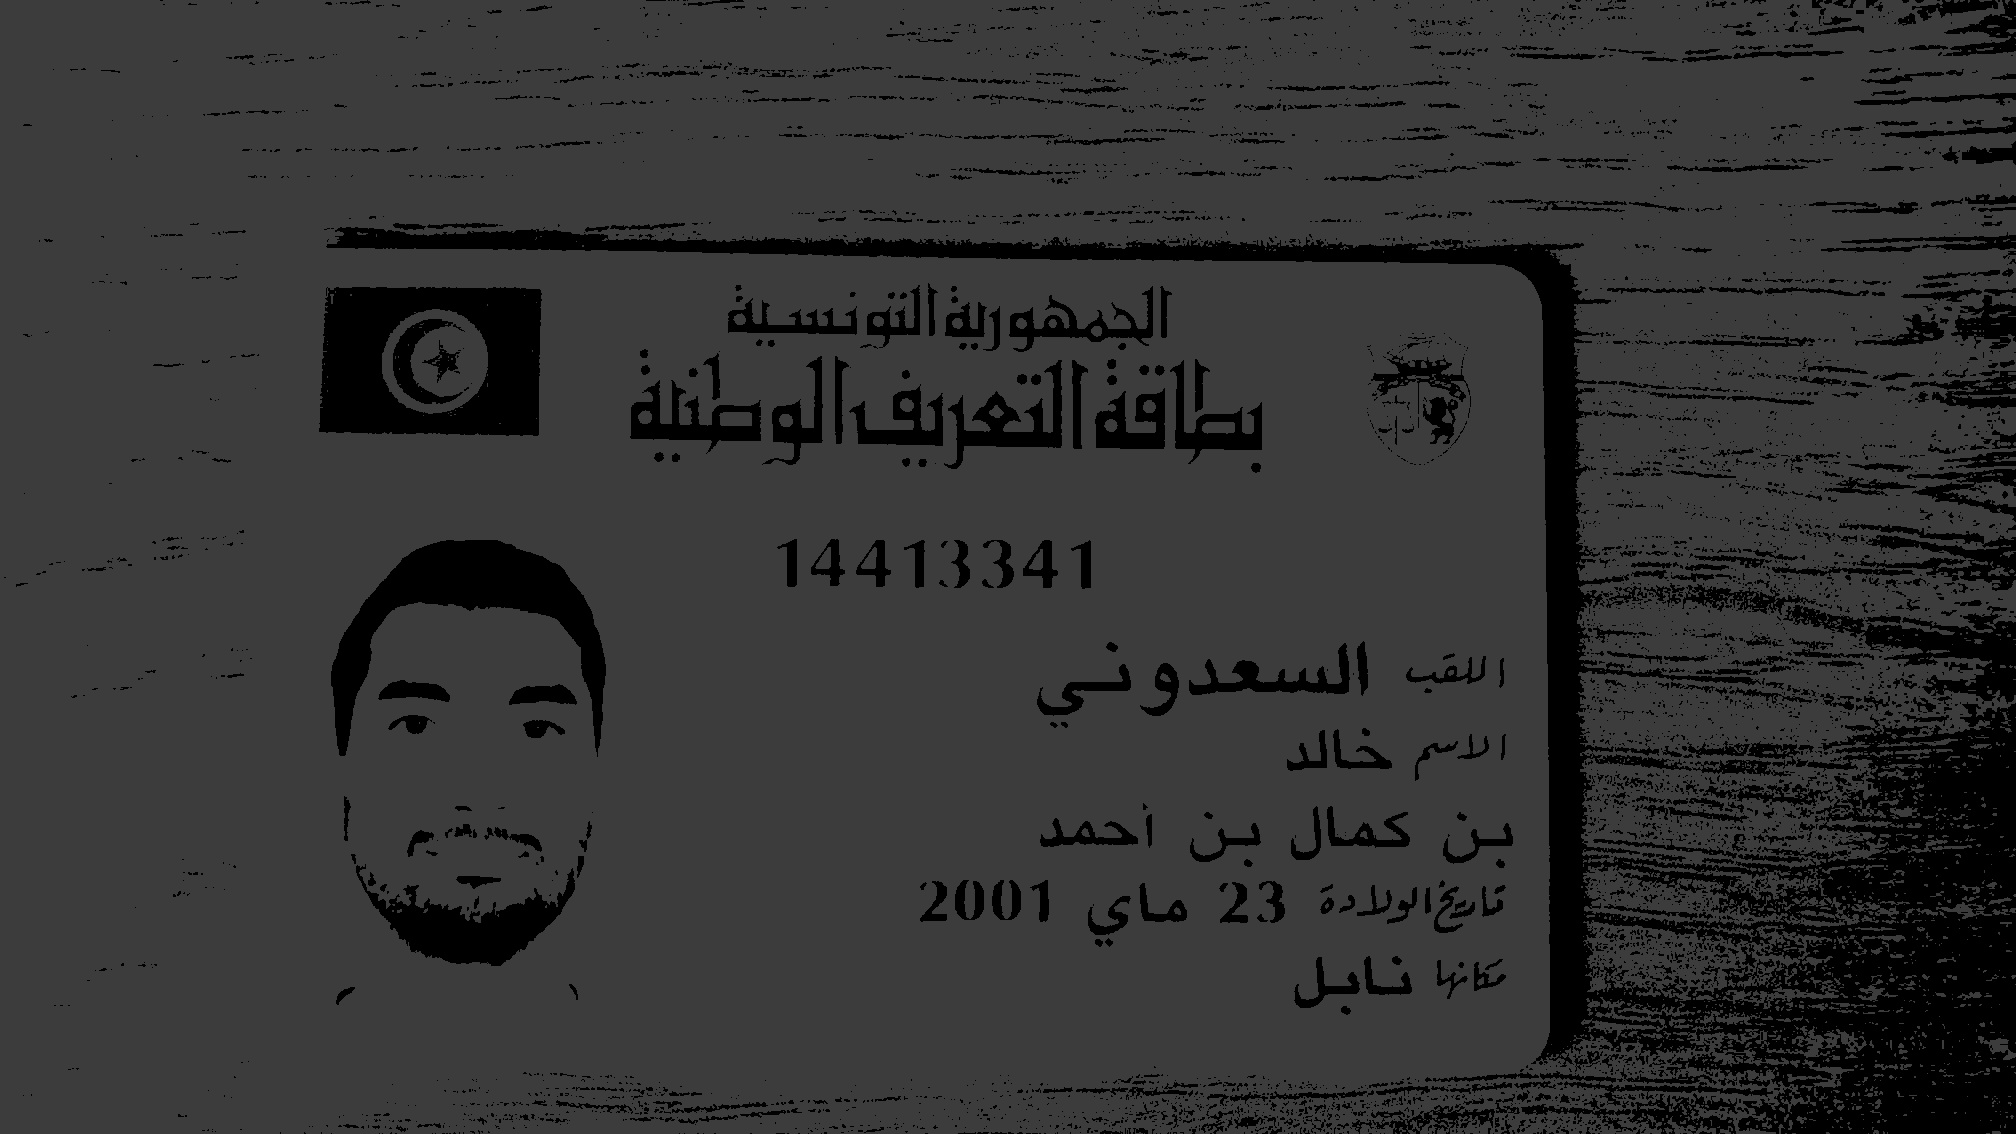 الجمهورية التونسية
بطاقة التعريف الوطنية
14413341
اللقب السعدوني
الاسم خالد
بن كمال بن أحمد
تاريخ الولادة 23 ماي 2001
مكانها نابل